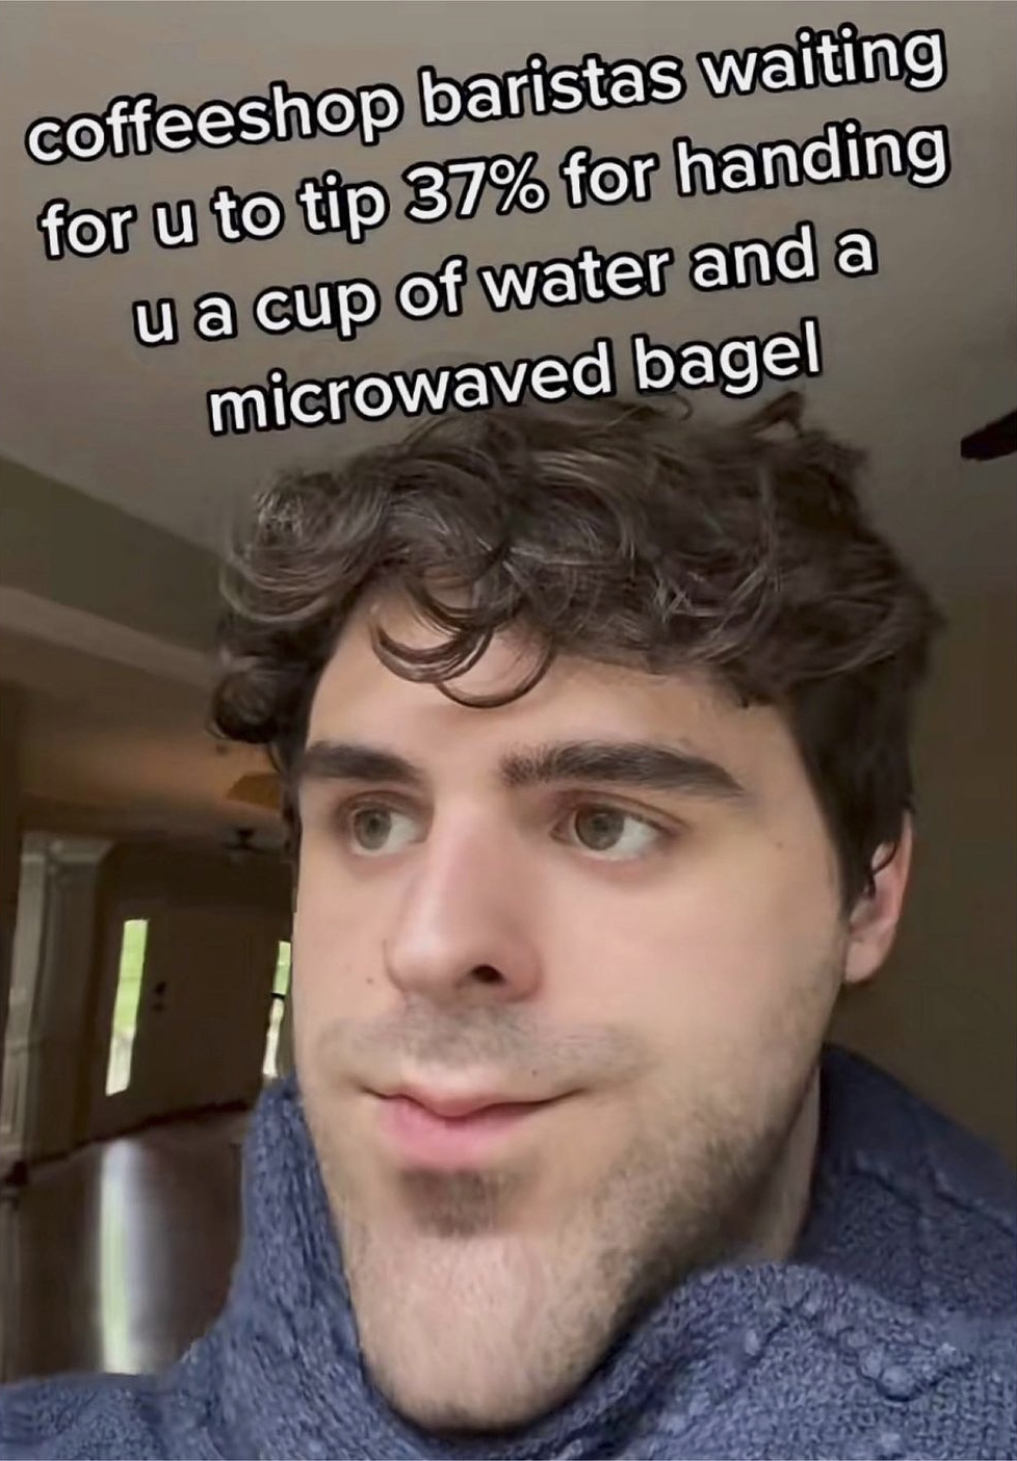 coffeeshop baristas waiting
for u to tip 37% for handing
u a cup of water and a
microwaved bagel